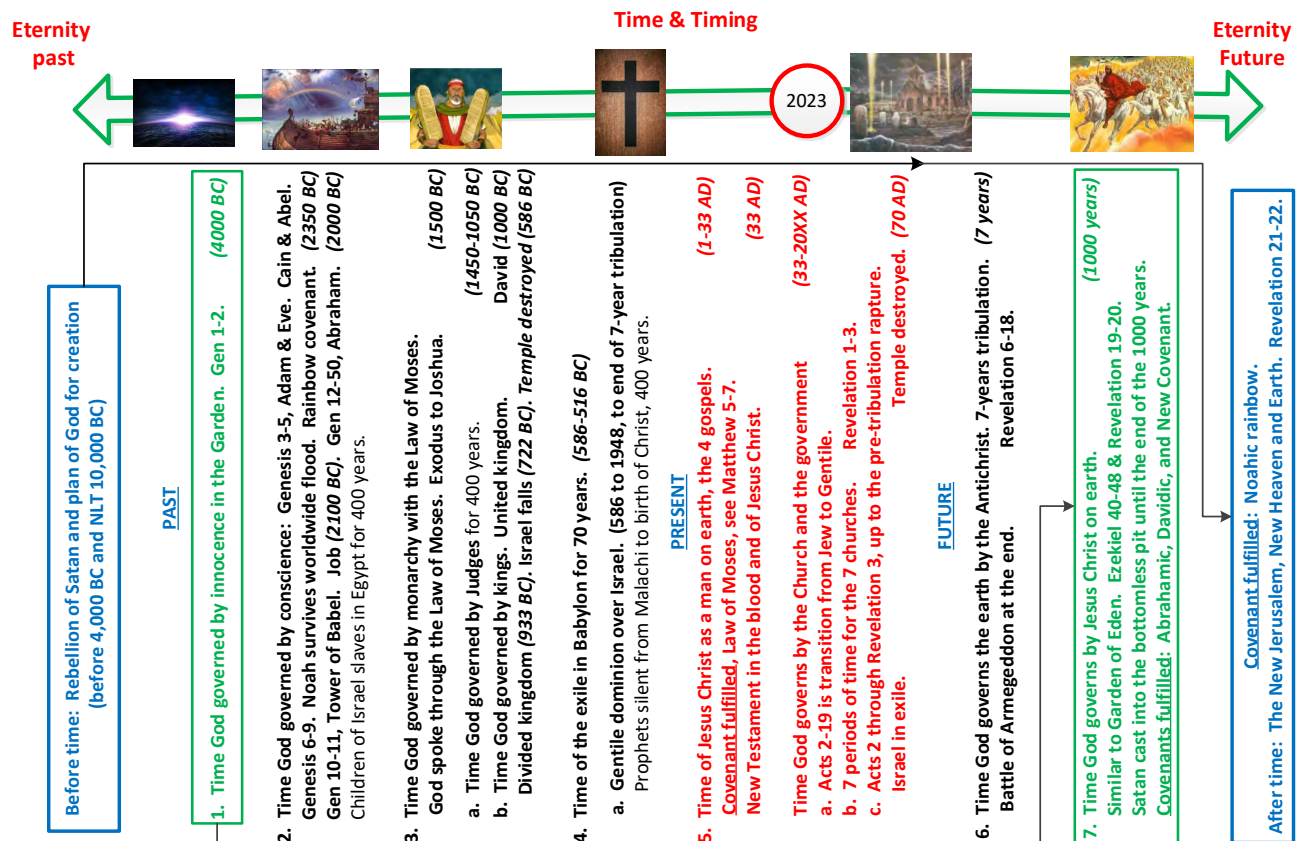 Time & Timing
Eternity
past
Eternity
Future
2023
Before time: Rebellion of Satan and plan of God for creation
(before 4,000 BC and NLT 10,000 BC)
PAST
1. Time God governed by innocence in the Garden. Gen 1-2. (4000 BC)
2. Time God governed by conscience: Genesis 3-5, Adam & Eve. Cain & Abel.
Genesis 6-9. Noah survives worldwide flood. Rainbow covenant. (2350 BC)
Gen 10-11, Tower of Babel. Job (2100 BC). Gen 12-50, Abraham. (2000 BC)
Children of Israel slaves in Egypt for 400 years.
3. Time God governed by monarchy with the Law of Moses.
God spoke through the Law of Moses. Exodus to Joshua. (1500 BC)
a. Time God governed by Judges for 400 years. (1450-1050 BC)
b. Time God governed by kings. United kingdom. David (1000 BC)
Divided kingdom (933 BC). Israel falls (722 BC). Temple destroyed (586 BC)
4. Time of the exile in Babylon for 70 years. (586-516 BC)
a. Gentile dominion over Israel. (586 to 1948, to end of 7-year tribulation)
Prophets silent from Malachi to birth of Christ, 400 years.
PRESENT
5. Time of Jesus Christ as a man on earth, the 4 gospels. (1-33 AD)
Covenant fulfilled, Law of Moses, see Matthew 5-7.
New Testament in the blood and of Jesus Christ. (33 AD)
Time God governs by the Church and the government (33-20XX AD)
a. Acts 2-19 is transition from Jew to Gentile.
b. 7 periods of time for the 7 churches. Revelation 1-3.
c. Acts 2 through Revelation 3, up to the pre-tribulation rapture.
Israel in exile. Temple destroyed. (70 AD)
FUTURE
6. Time God governs the earth by the Antichrist. 7-years tribulation. (7 years)
Battle of Armegeddon at the end. Revelation 6-18.
7. Time God governs by Jesus Christ on earth. (1000 years)
Similar to Garden of Eden. Ezekiel 40-48 & Revelation 19-20.
Satan cast into the bottomless pit until the end of the 1000 years.
Covenants fulfilled: Abrahamic, Davidic, and New Covenant.
Covenant fulfilled: Noahic rainbow.
After time: The New Jerusalem, New Heaven and Earth. Revelation 21-22.